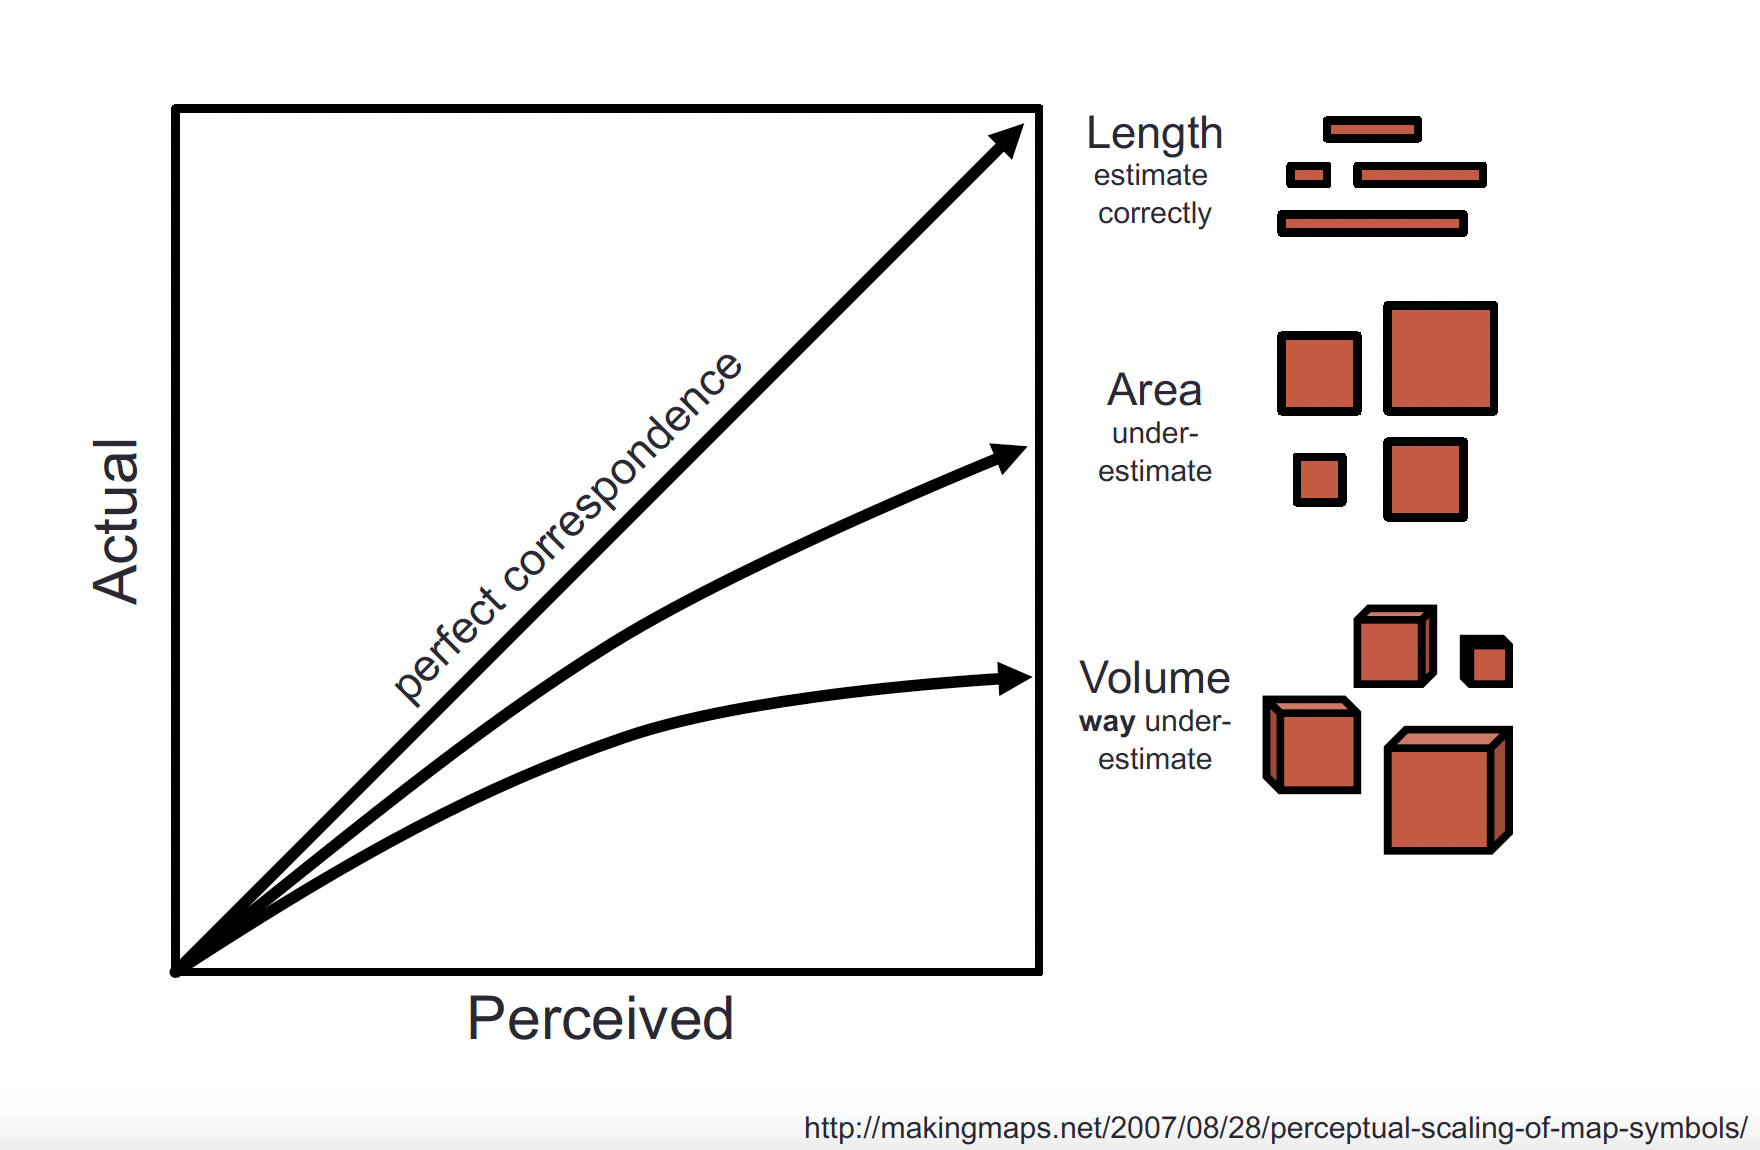 Length
estimate
correctly
perfect correspondence
Area
under-
estimate
Actual
Volume
way under-
estimate
Perceived
http://makingmaps.net/2007/08/28/perceptual-scaling-of-map-symbols/